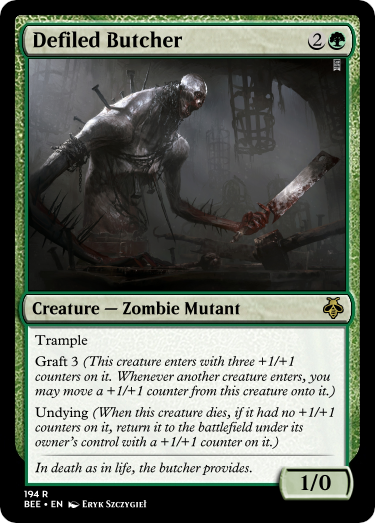 Defiled Butcher 2
Creature — Zombie Mutant
Trample
Graft 3 (This creature enters with three +1/+1
counters on it. Whenever another creature enters, you
may move a +1/+1 counter from this creature onto it.)
Undying (When this creature dies, if it had no +1/+1
counters on it, return it to the battlefield under its
owner's control with a +1/+1 counter on it.)
In death as in life, the butcher provides.
1/0
194 R
BEE • EN Eryk Szczygieł